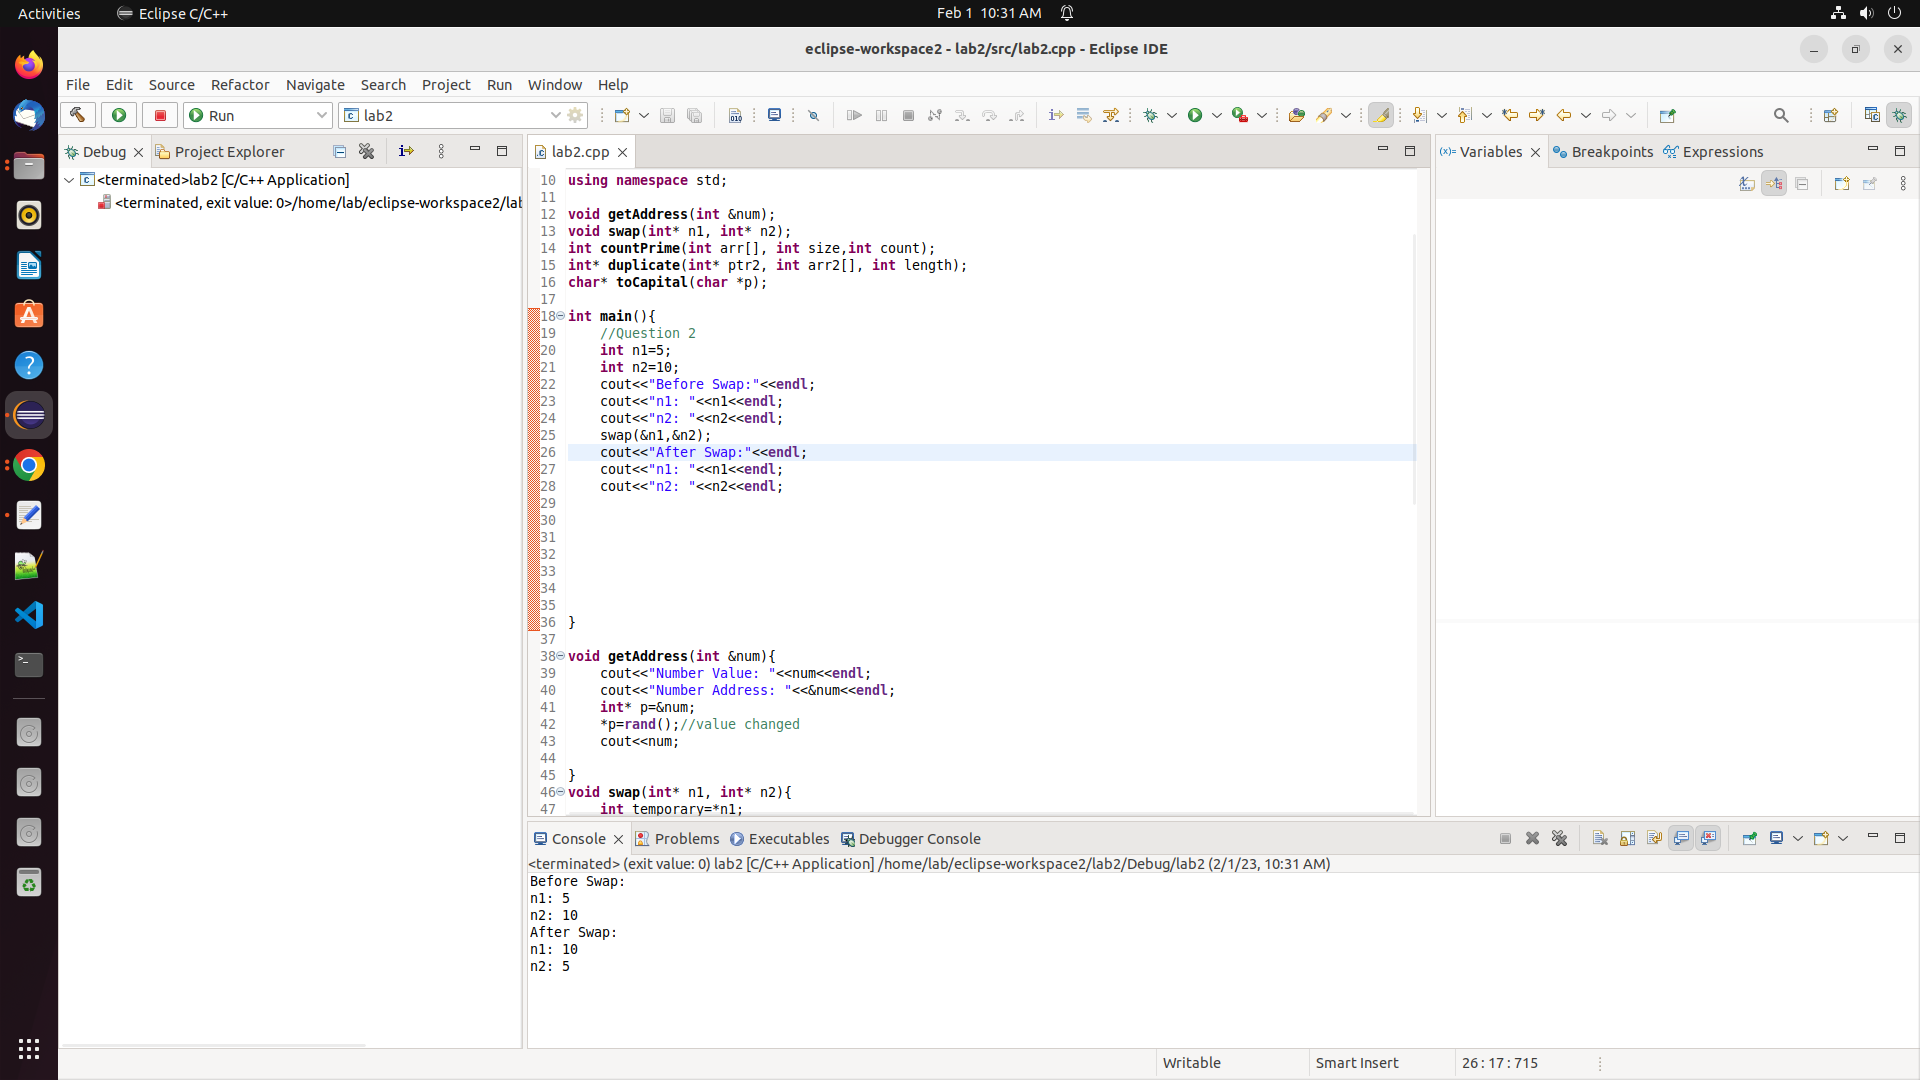 Activities Eclipse C/C++ Feb 1 10:31 AM
eclipse-workspace2 - lab2/src/lab2.cpp - Eclipse IDE
File Edit Source Refactor Navigate Search Project Run Window Help
Run lab2
Debug Project Explorer
<terminated>lab2 [C/C++ Application]
<terminated, exit value: 0>/home/lab/eclipse-workspace2/lab
lab2.cpp
10 using namespace std;
11
12 void getAddress(int &num);
13 void swap(int* n1, int* n2);
14 int countPrime(int arr[], int size,int count);
15 int* duplicate(int* ptr2, int arr2[], int length);
16 char* toCapital(char *p);
17
18 int main(){
19 //Question 2
20 int n1=5;
21 int n2=10;
22 cout<<"Before Swap:"<<endl;
23 cout<<"n1: "<<n1<<endl;
24 cout<<"n2: "<<n2<<endl;
25 swap(&n1,&n2);
26 cout<<"After Swap:"<<endl;
27 cout<<"n1: "<<n1<<endl;
28 cout<<"n2: "<<n2<<endl;
29
30
31
32
33
34
35
36 }
37
38 void getAddress(int &num){
39 cout<<"Number Value: "<<num<<endl;
40 cout<<"Number Address: "<<&num<<endl;
41 int* p=&num;
42 *p=rand();//value changed
43 cout<<num;
44
45 }
46 void swap(int* n1, int* n2){
47 int temporary=*n1;
(x)= Variables Breakpoints Expressions
Console Problems Executables Debugger Console
<terminated> (exit value: 0) lab2 [C/C++ Application] /home/lab/eclipse-workspace2/lab2/Debug/lab2 (2/1/23, 10:31 AM)
Before Swap:
n1: 5
n2: 10
After Swap:
n1: 10
n2: 5
Writable Smart Insert 26 : 17 : 715